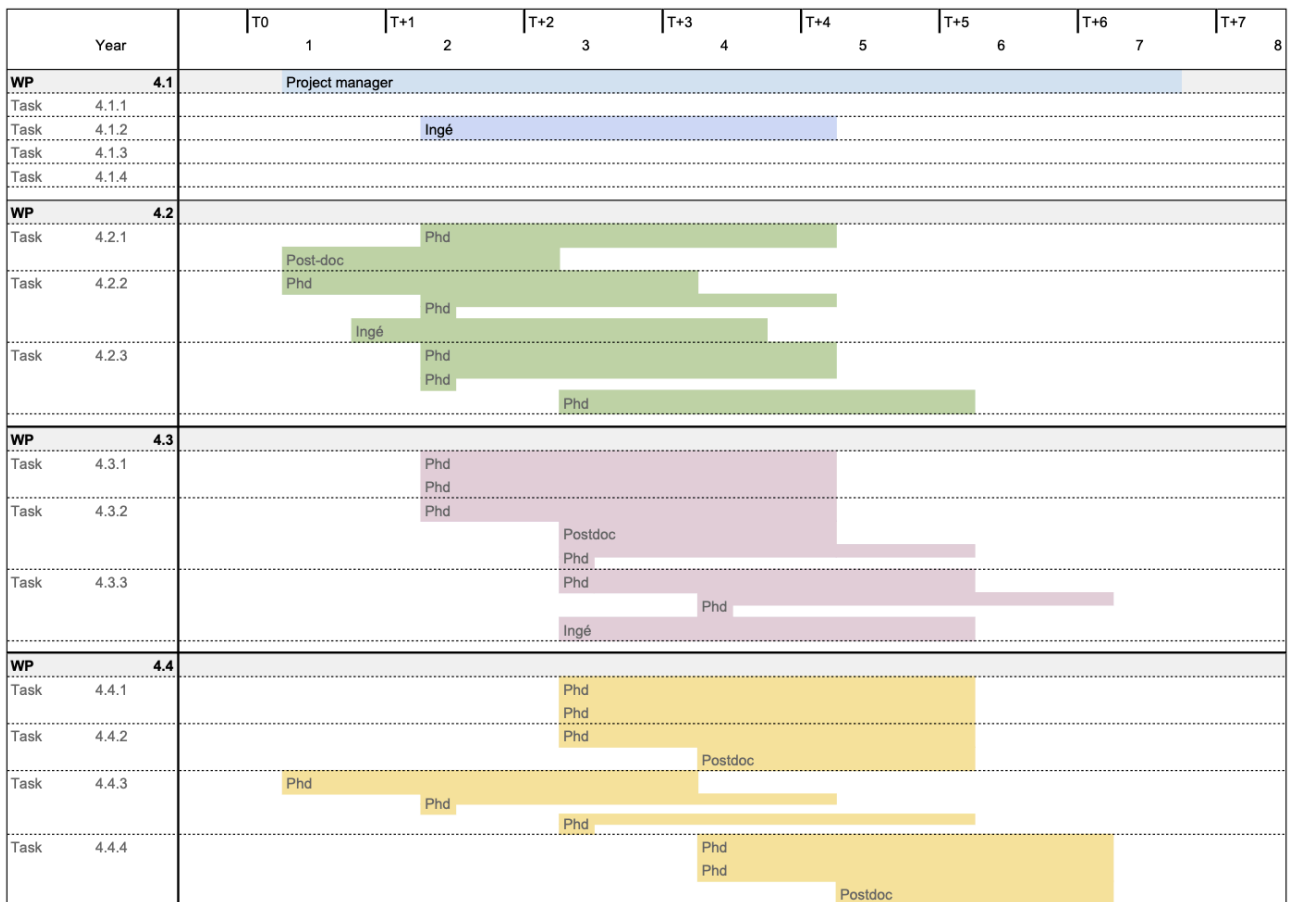 T0 T+1 T+2 T+3 T+4 T+5 T+6 T+7
Year 1 2 3 4 5 6 7 8
WP 4.1 Project manager
Task 4.1.1
Task 4.1.2 Ingé
Task 4.1.3
Task 4.1.4
WP 4.2
Task 4.2.1 Phd
Post-doc
Task 4.2.2 Phd
Phd
Ingé
Task 4.2.3 Phd
Phd
Phd
WP 4.3
Task 4.3.1 Phd
Phd
Task 4.3.2 Phd
Postdoc
Phd
Task 4.3.3 Phd
Phd
Ingé
WP 4.4
Task 4.4.1 Phd
Phd
Task 4.4.2 Phd
Postdoc
Task 4.4.3 Phd
Phd
Phd
Task 4.4.4 Phd
Phd
Postdoc